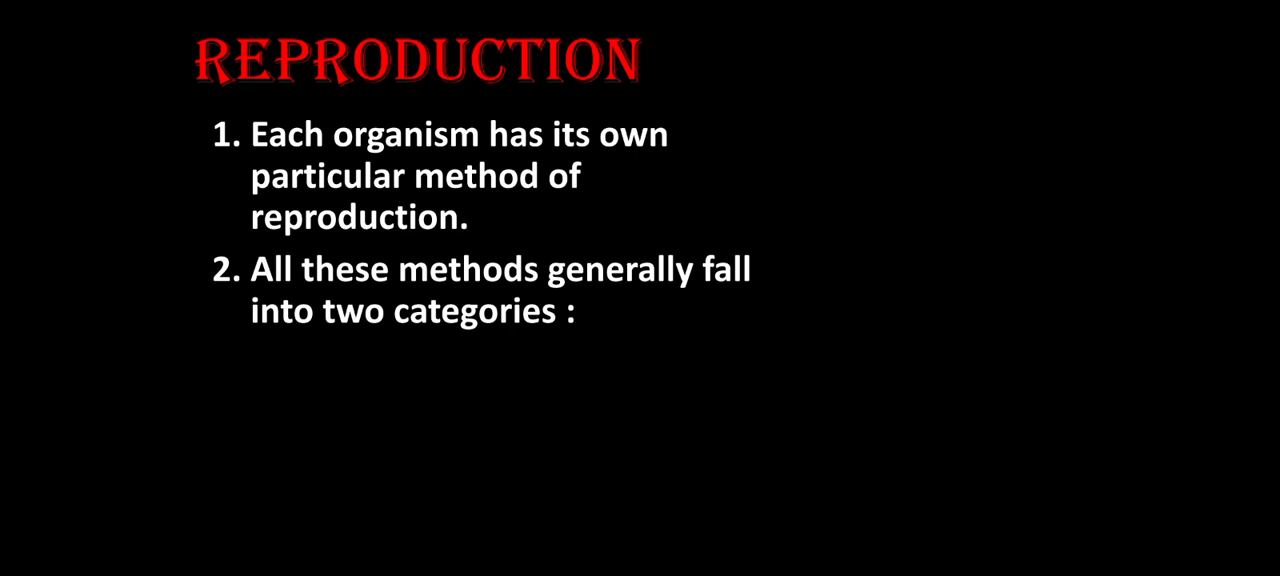 REPRODUCTION
1. Each organism has its own
particular method of
reproduction.
2. All these methods generally fall
into two categories :